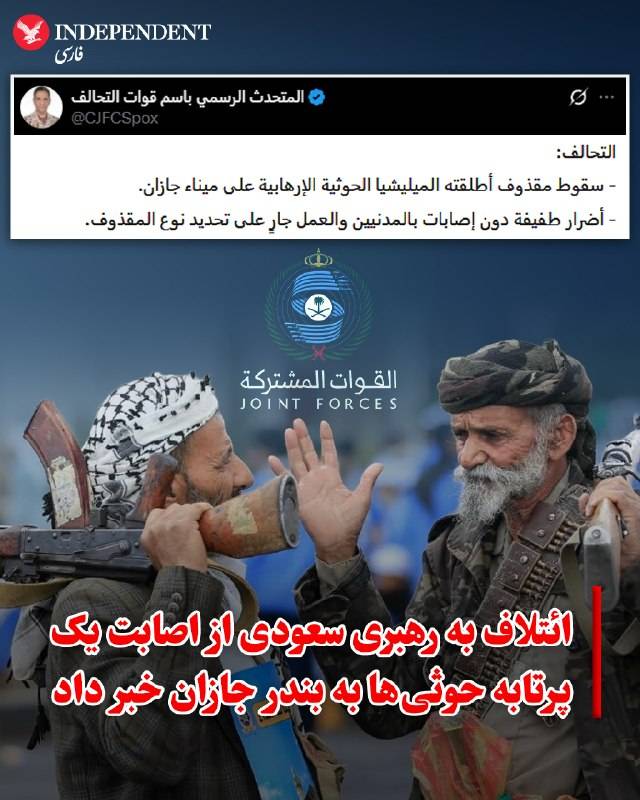 INDEPENDENT
فارسی
المتحدث الرسمي باسم قوات التحالف
@CJFCSpox
التحالف:
- سقوط مقذوف أطلقته الميليشيا الحوثية الإرهابية على ميناء جازان.
- أضرار طفيفة دون إصابات بالمدنيين والعمل جارٍ على تحديد نوع المقذوف.
القوات المشتركة
JOINT FORCES
ائتلاف به رهبری سعودی از اصابت یک
پرتابه حوثی‌ها به بندر جازان خبر داد